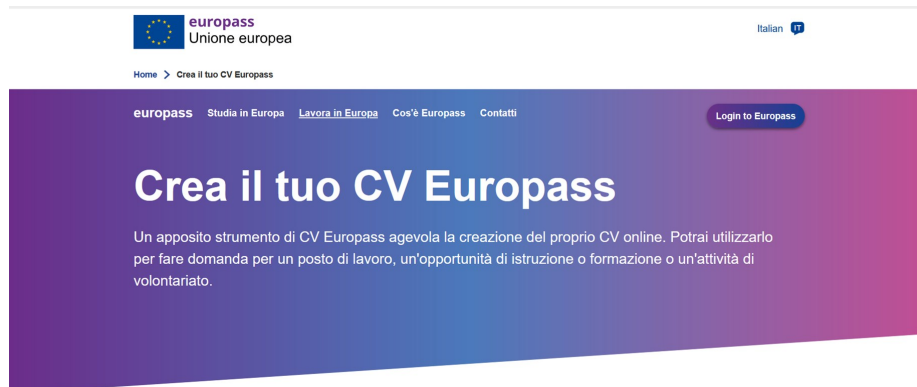 europass
Unione europea
Italian IT
Home > Crea il tuo CV Europass
europass Studia in Europa Lavora in Europa Cos'è Europass Contatti Login to Europass
Crea il tuo CV Europass
Un apposito strumento di CV Europass agevola la creazione del proprio CV online. Potrai utilizzarlo
per fare domanda per un posto di lavoro, un'opportunità di istruzione o formazione o un'attività di
volontariato.